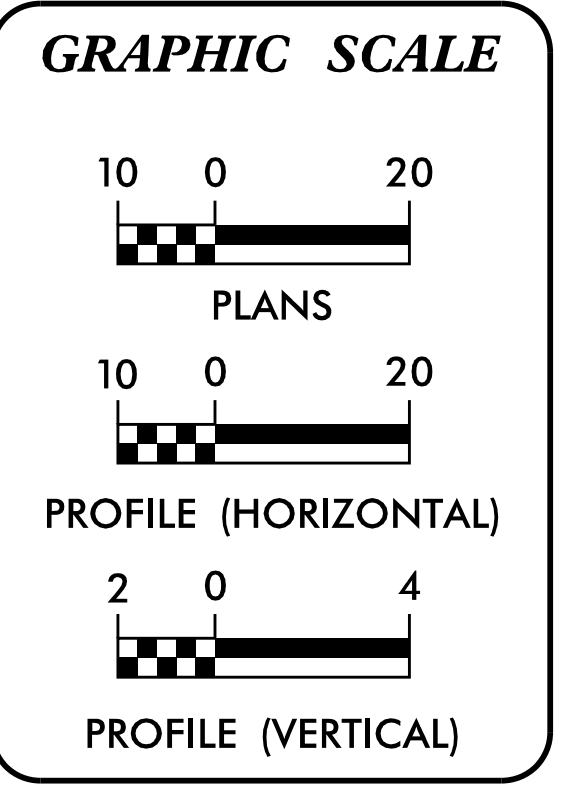 GRAPHIC SCALE
10 0 20
PLANS
10 0 20
PROFILE (HORIZONTAL)
2 0 4
PROFILE (VERTICAL)